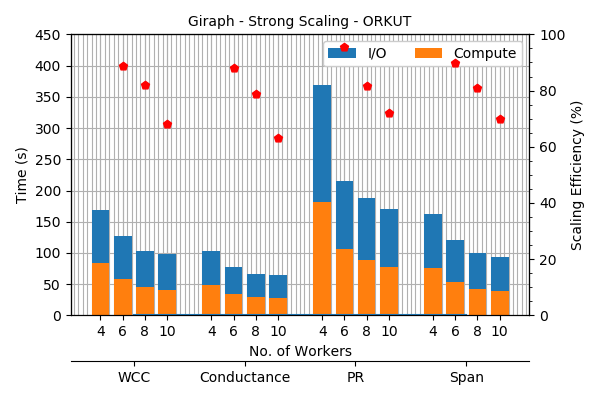 Giraph - Strong Scaling - ORKUT
I/O Compute
450
400
350
300
250
200
150
100
50
0
Time (s)
100
80
60
40
20
0
Scaling Efficiency (%)
4 6 8 10 4 6 8 10 4 6 8 10 4 6 8 10
No. of Workers
WCC Conductance PR Span